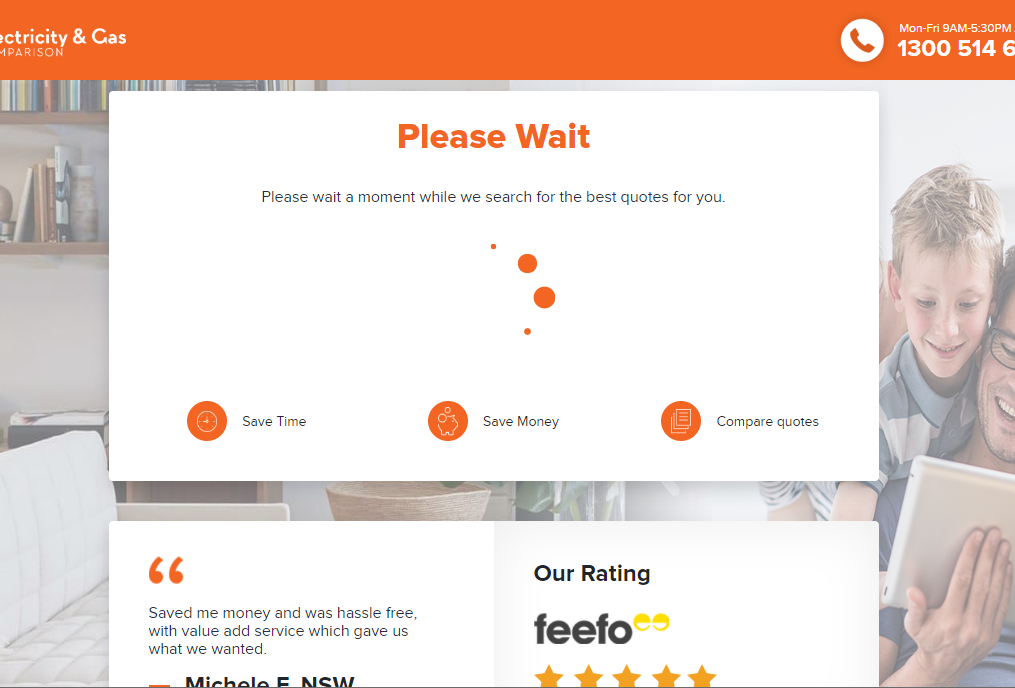 ectricity & Gas
MPARISON
Mon-Fri 9AM-5:30PM
1300 514 6
Please Wait
Please wait a moment while we search for the best quotes for you.
Save Time
Save Money
Compare quotes
Saved me money and was hassle free,
with value add service which gave us
what we wanted.
Michele F, NSW
Our Rating
feefo